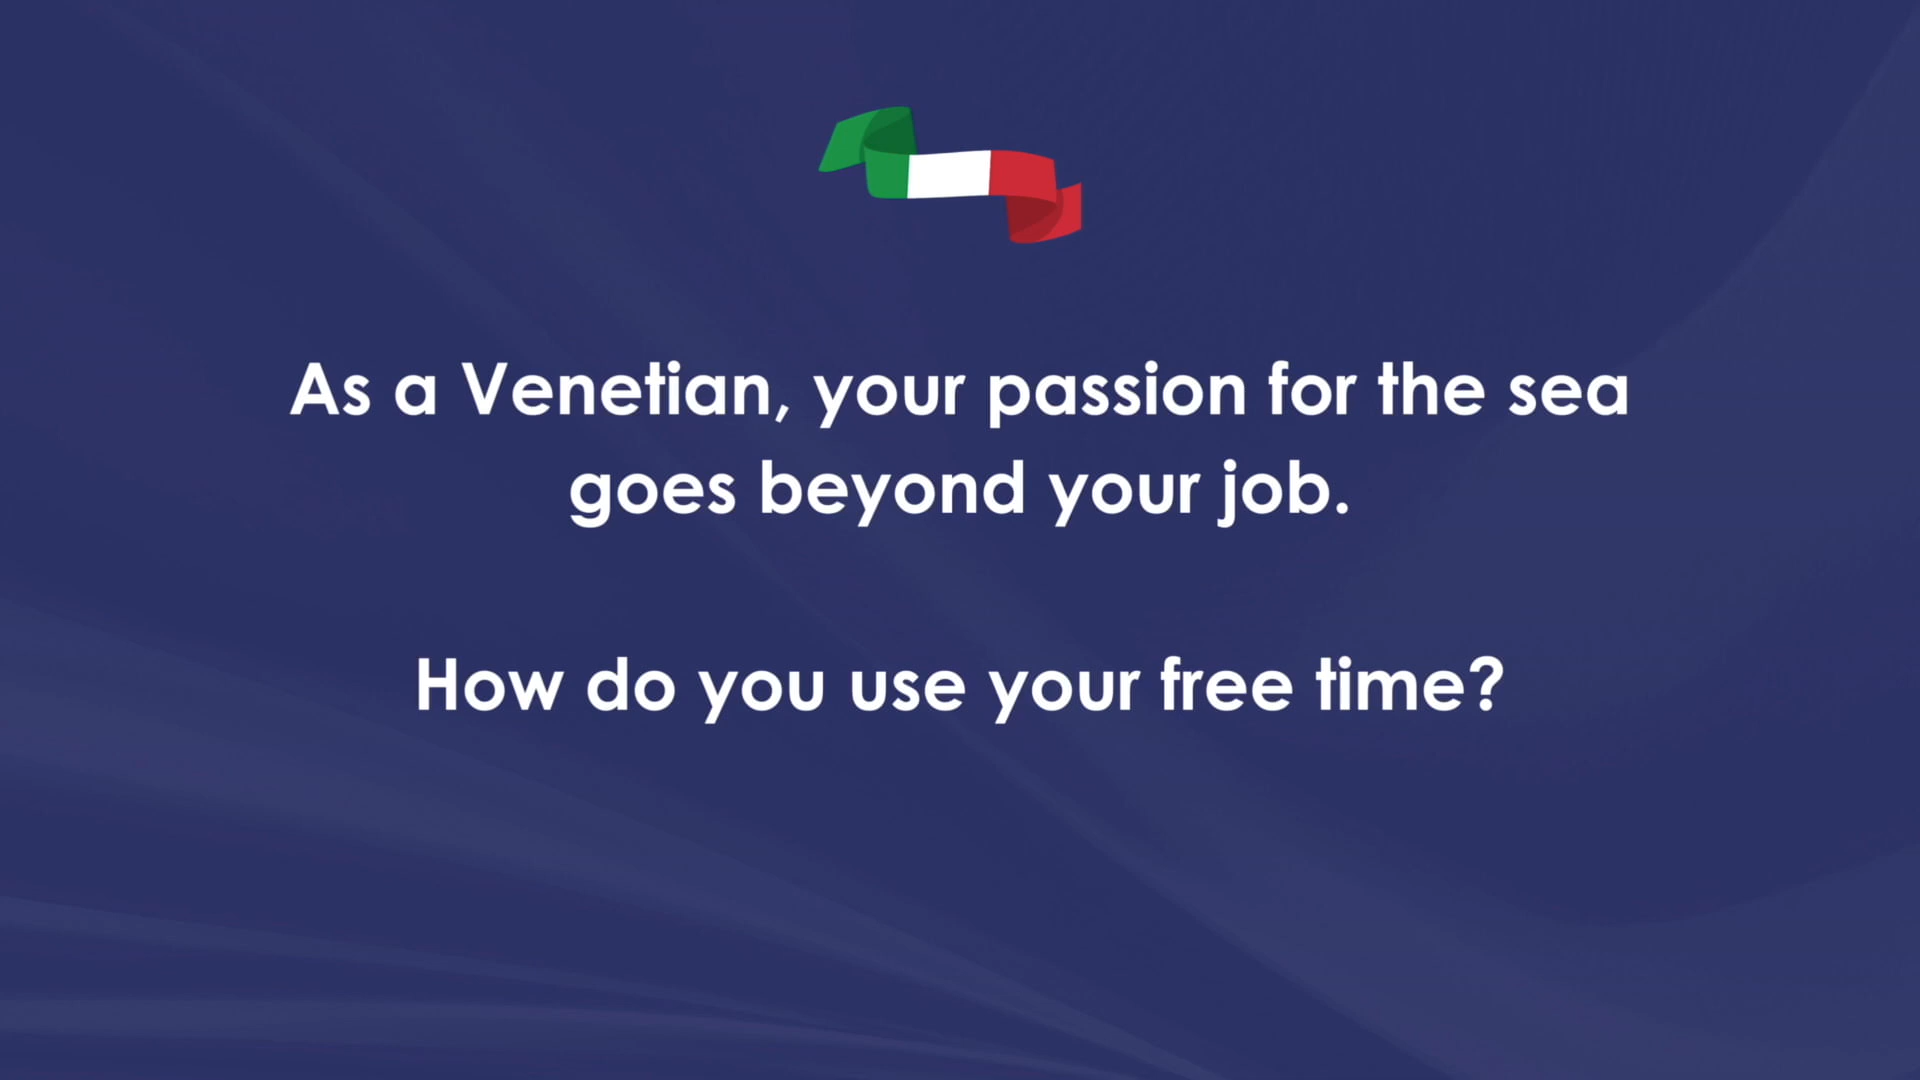 As a Venetian, your passion for the sea
goes beyond your job.
How do you use your free time?